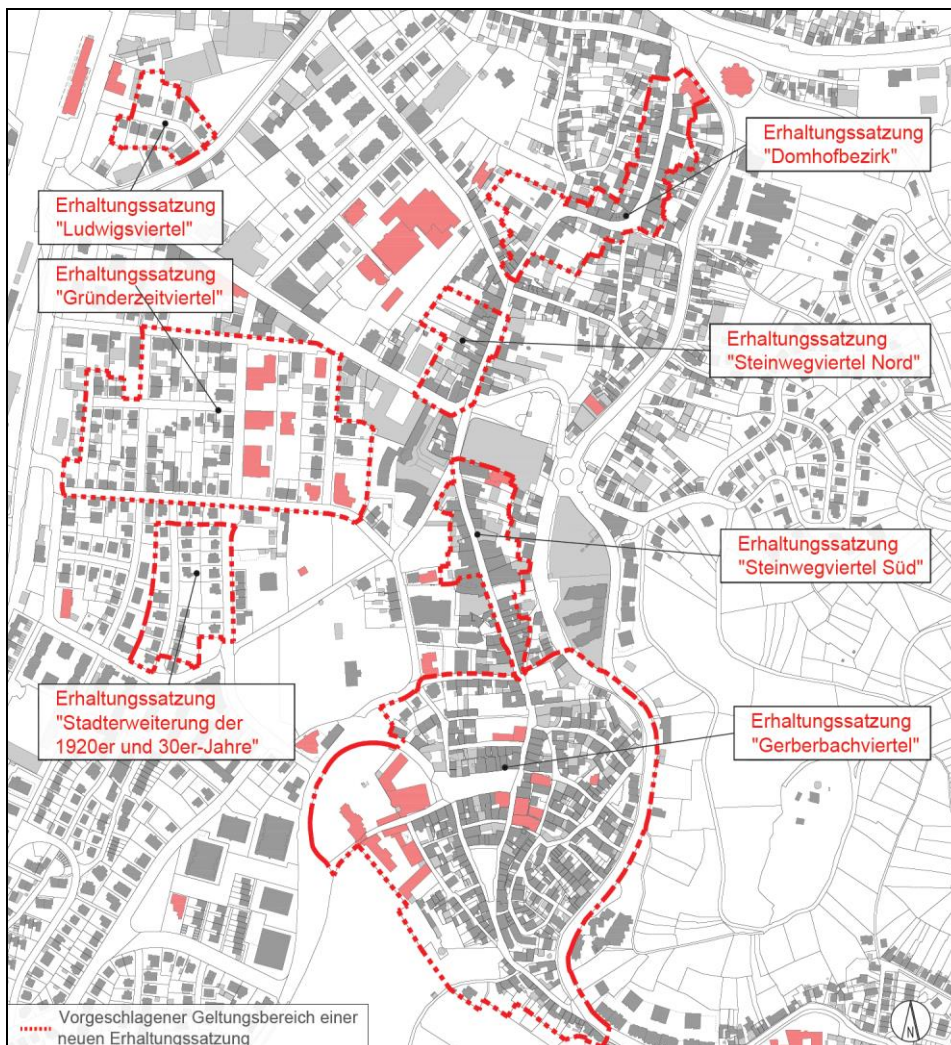 Erhaltungssatzung
"Domhofbezirk"
Erhaltungssatzung
"Ludwigsviertel"
Erhaltungssatzung
"Gründerzeitviertel"
Erhaltungssatzung
"Steinwegviertel Nord"
Erhaltungssatzung
"Steinwegviertel Süd"
Erhaltungssatzung
"Stadterweiterung der
1920er und 30er-Jahre"
Erhaltungssatzung
"Gerberbachviertel"
Vorgeschlagener Geltungsbereich einer
neuen Erhaltungssatzung
N